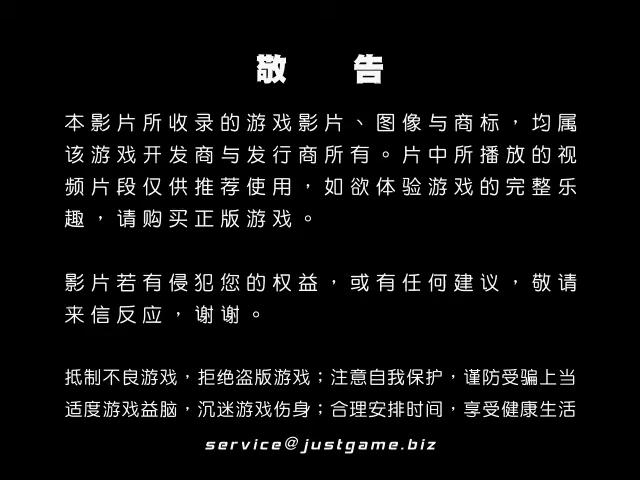 敬 告
本影片所收录的游戏影片、图像与商标，均属
该游戏开发商与发行商所有。片中所播放的视
频片段仅供推荐使用，如欲体验游戏的完整乐
趣，请购买正版游戏。
影片若有侵犯您的权益，或有任何建议，敬请
来信反应，谢谢。
抵制不良游戏，拒绝盗版游戏；注意自我保护，谨防受骗上当
适度游戏益脑，沉迷游戏伤身；合理安排时间，享受健康生活
service@justgame.biz